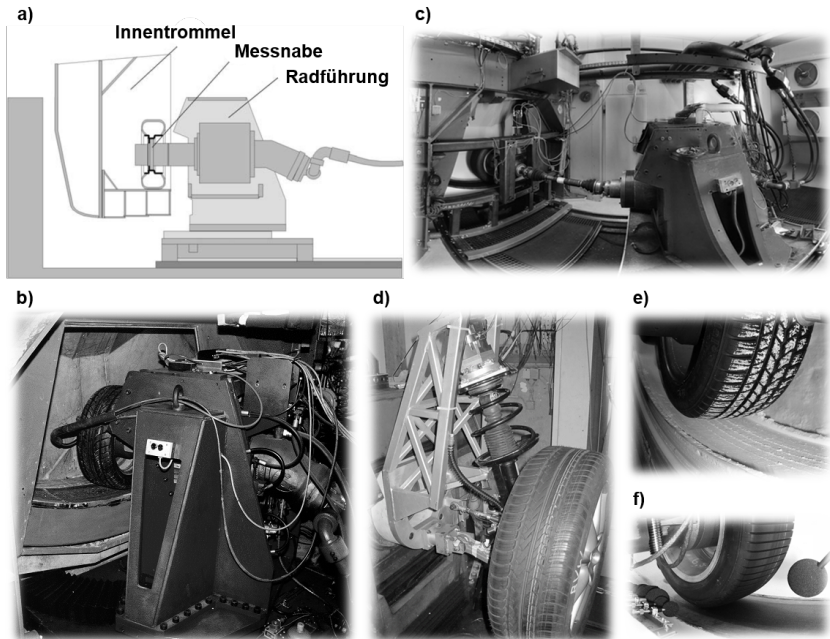 a)
Innentrommel
Messnabe
Radführung
c)
b)
d)
e)
f)